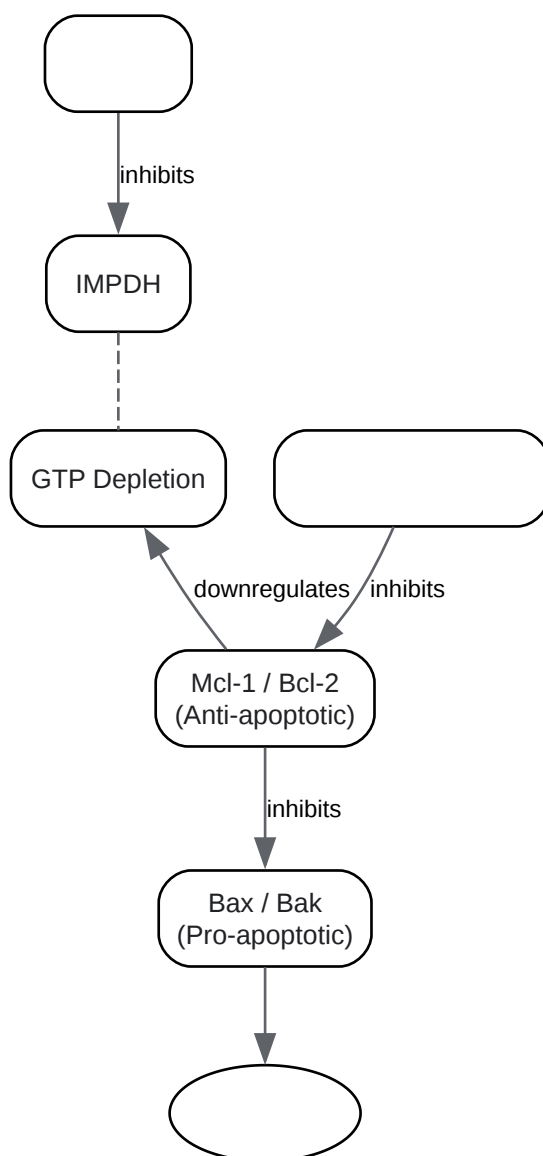 inhibits
IMPDH
GTP Depletion
downregulates
inhibits
Mcl-1 / Bcl-2
(Anti-apoptotic)
inhibits
Bax / Bak
(Pro-apoptotic)